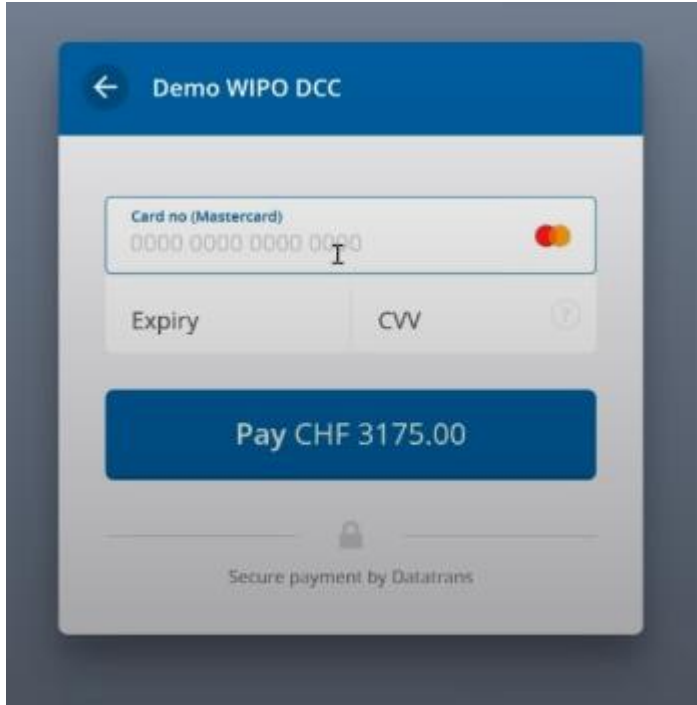 Demo WIPO DCC
Card no (Mastercard)
0000 0000 0000 0000
Expiry CVV ?
Pay CHF 3175.00
Secure payment by Datatrans